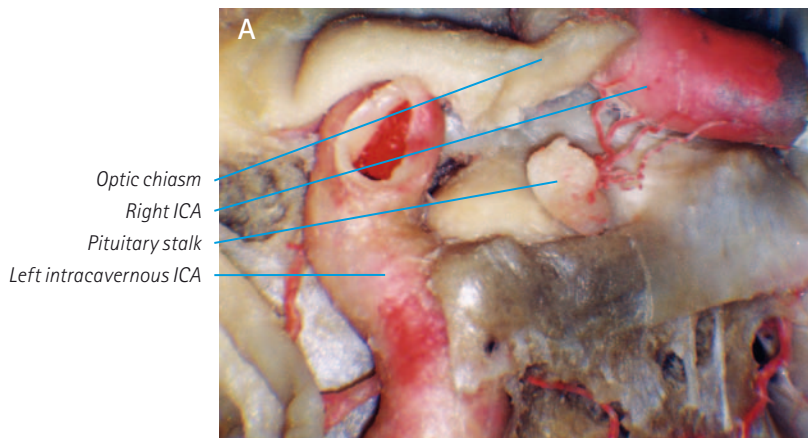 A
Optic chiasm
Right ICA
Pituitary stalk
Left intracavernous ICA